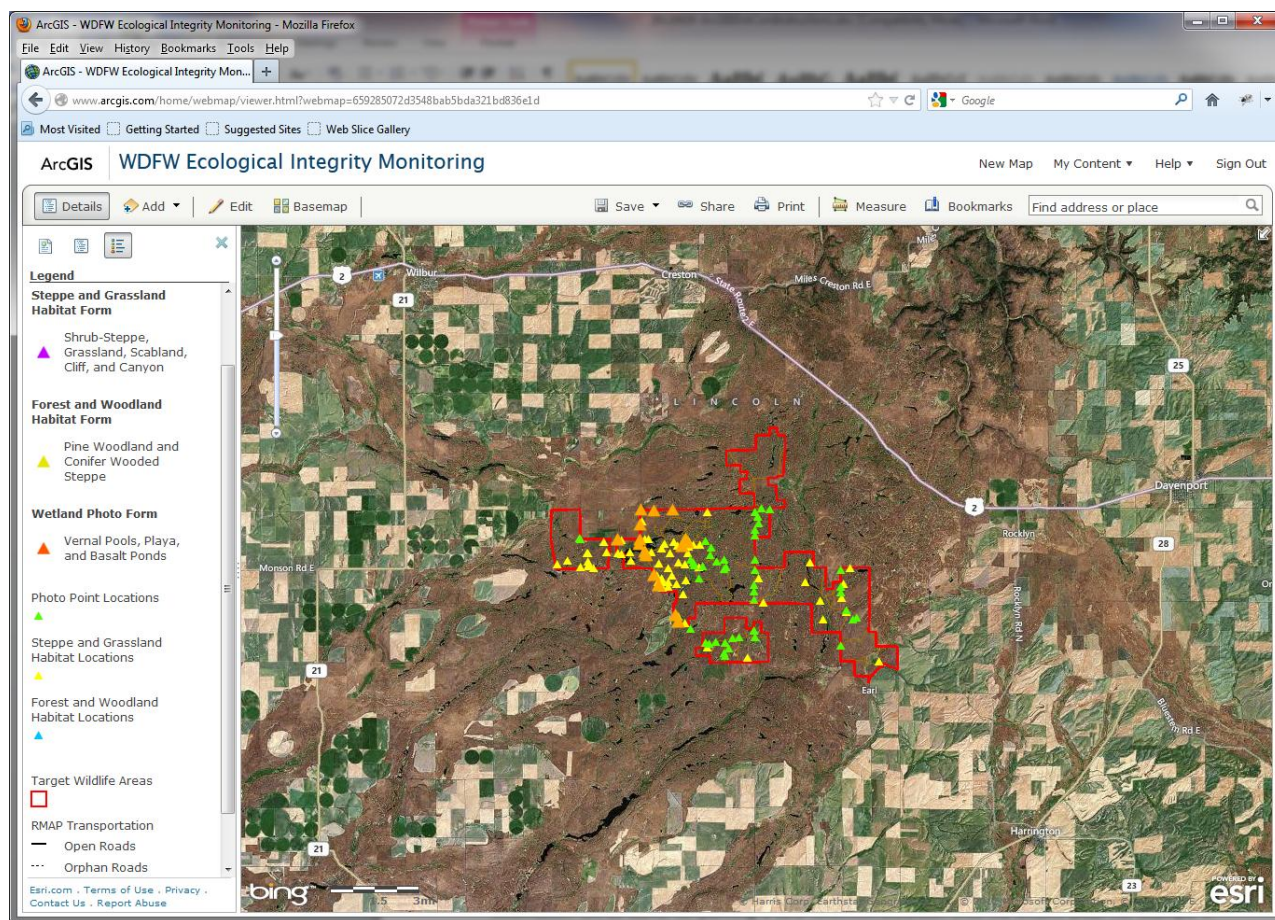 ArcGIS - WDFW Ecological Integrity Monitoring - Mozilla Firefox
File Edit View History Bookmarks Tools Help
ArcGIS - WDFW Ecological Integrity Mon...
www.arcgis.com/home/webmap/viewer.html?webmap=659285072d3548bab5bda321bd836e1d
Google
Most Visited Getting Started Suggested Sites Web Slice Gallery
ArcGIS WDFW Ecological Integrity Monitoring
New Map My Content Help Sign Out
Details Add Edit Basemap Save Share Print Measure Bookmarks Find address or place
Legend
Steppe and Grassland
Habitat Form
Shrub-Steppe,
Grassland, Scabland,
Cliff, and Canyon
Forest and Woodland
Habitat Form
Pine Woodland and
Conifer Wooded
Steppe
Wetland Photo Form
Vernal Pools, Playa,
and Basalt Ponds
Photo Point Locations
Steppe and Grassland
Habitat Locations
Forest and Woodland
Habitat Locations
Target Wildlife Areas
RMAP Transportation
Open Roads
Orphan Roads
Esri.com . Terms of Use . Privacy .
Contact Us . Report Abuse
Mile
2
Wilbur
Creston
Miles Creston Rd E
21
State Route
25
LINCOLN
Davenport
2
Rocklyn
28
Monson Rd E
Rocklyn Rd N
21
Earl
Bluestem Rd E
Harrington
21
23
bing
3mi
POWERED BY
esri